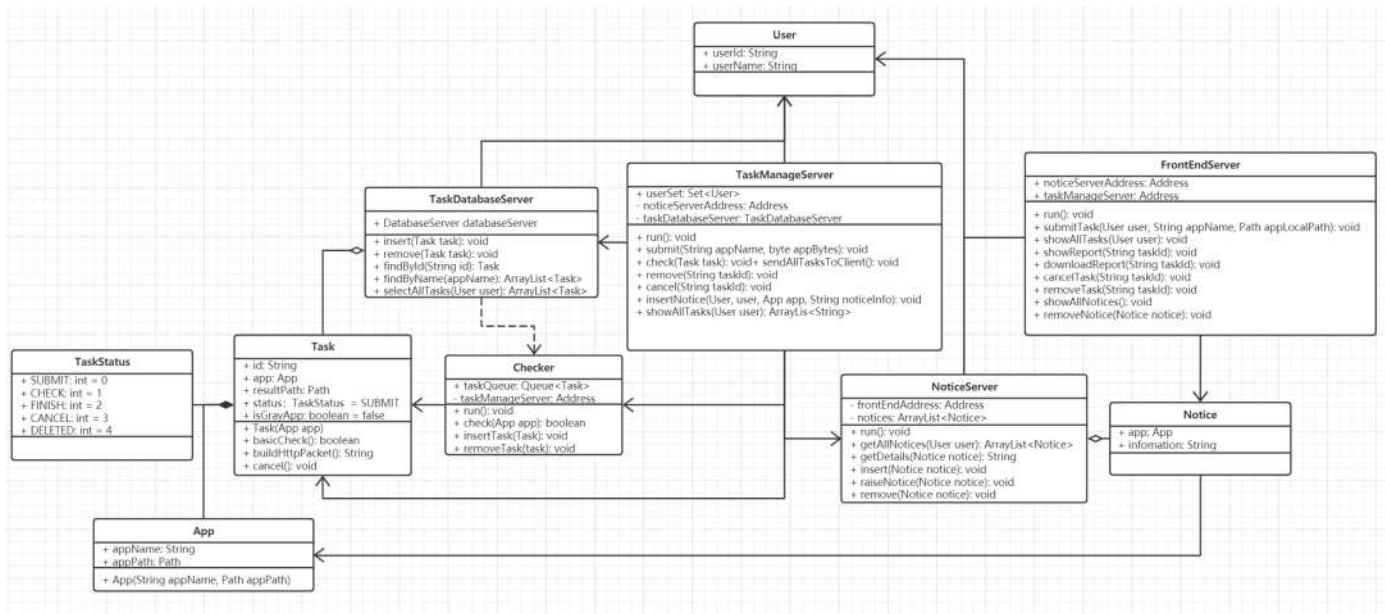 User
+ userId: String
+ userName: String
TaskDatabaseServer
+ DatabaseServer databaseServer
+ insert(Task task): void
+ remove(Task task): void
+ findById(String id): Task
+ findByName(appName): ArrayList<Task>
+ selectAllTasks(User user): ArrayList<Task>
TaskManageServer
+ userSet: Set<User>
- noticeServerAddress: Address
- taskDatabaseServer: TaskDatabaseServer
+ run(): void
+ submit(String appName, byte appBytes): void
+ check(Task task): void+ sendAllTasksToClient(): void
+ remove(String taskId): void
+ cancel(String taskId): void
+ insertNotice(User, user, App app, String noticeInfo): void
+ showAllTasks(User user): ArrayLis<String>
FrontEndServer
+ noticeServerAddress: Address
+ taskManagerServer: Address
+ run(): void
+ submitTask(User user, String appName, Path appLocalPath): void
+ showAllTasks(User user): void
+ showReport(String taskId): void
+ downloadReport(String taskId): void
+ cancelTask(String taskId): void
+ removeTask(String taskId): void
+ showAllNotices(): void
+ removeNotice(Notice notice): void
TaskStatus
+ SUBMIT: int = 0
+ CHECK: int = 1
+ FINISH: int = 2
+ CANCEL: int = 3
+ DELETED: int = 4
Task
+ id: String
+ app: App
+ resultPath: Path
+ status: TaskStatus = SUBMIT
+ isGrayApp: boolean = false
+ Task(App app)
+ basicCheck(): boolean
+ buildHttpPacket(): String
+ cancel(): void
Checker
+ taskQueue: Queue<Task>
- taskManagerServer: Address
+ run(): void
+ check(App app): boolean
+ insertTask(Task): void
+ removeTask(task): void
NoticeServer
- frontEndAddress: Address
- notices: ArrayList<Notice>
+ run(): void
+ getAllNotices(User user): ArrayList<Notice>
+ getDetails(Notice notice): String
+ insert(Notice notice): void
+ raiseNotice(Notice notice): void
+ remove(Notice notice): void
Notice
+ app: App
+ infomation: String
App
+ appName: String
+ appPath: Path
+ App(String appName, Path appPath)